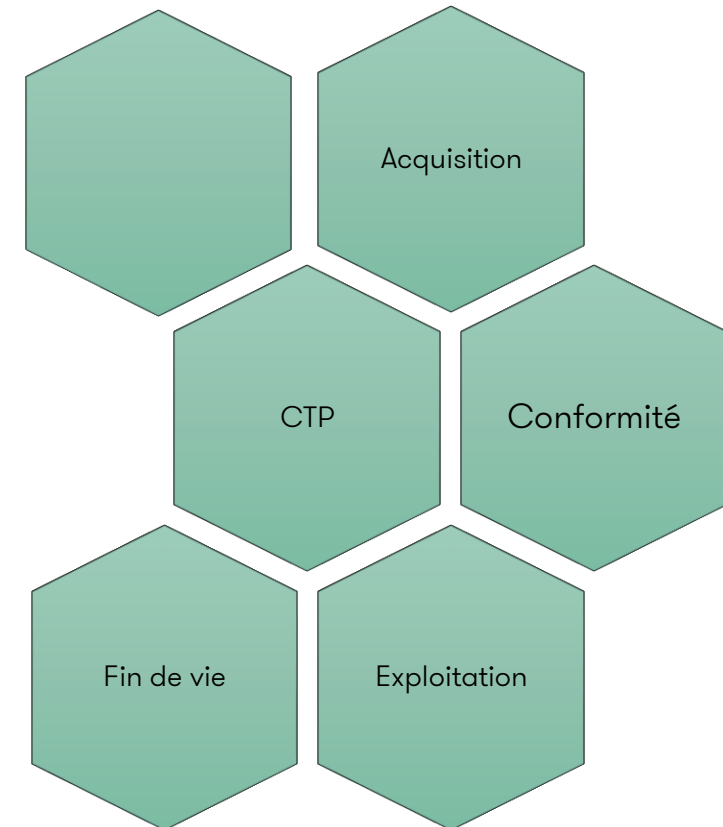 Acquisition
CTP
Conformité
Fin de vie
Exploitation